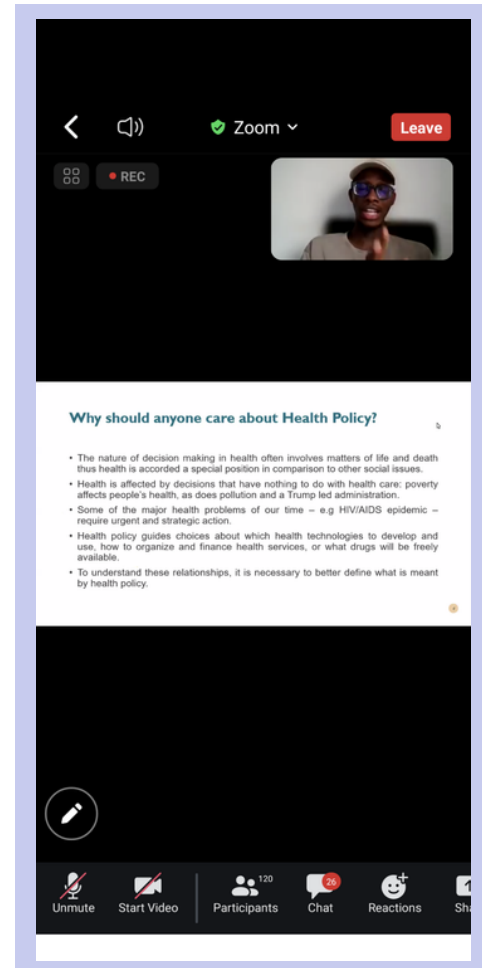 Zoom
Leave
REC
Why should anyone care about Health Policy?
• The nature of decision making in health often involves matters of life and death
thus health is accorded a special position in comparison to other social issues.
• Health is affected by decisions that have nothing to do with health care: poverty
affects people's health, as does pollution and a Trump led administration.
• Some of the major health problems of our time – e.g HIV/AIDS epidemic –
require urgent and strategic action.
• Health policy guides choices about which health technologies to develop and
use, how to organize and finance health services, or what drugs will be freely
available.
• To understand these relationships, it is necessary to better define what is meant
by health policy.
120
26
Unmute Start Video Participants Chat Reactions Sh